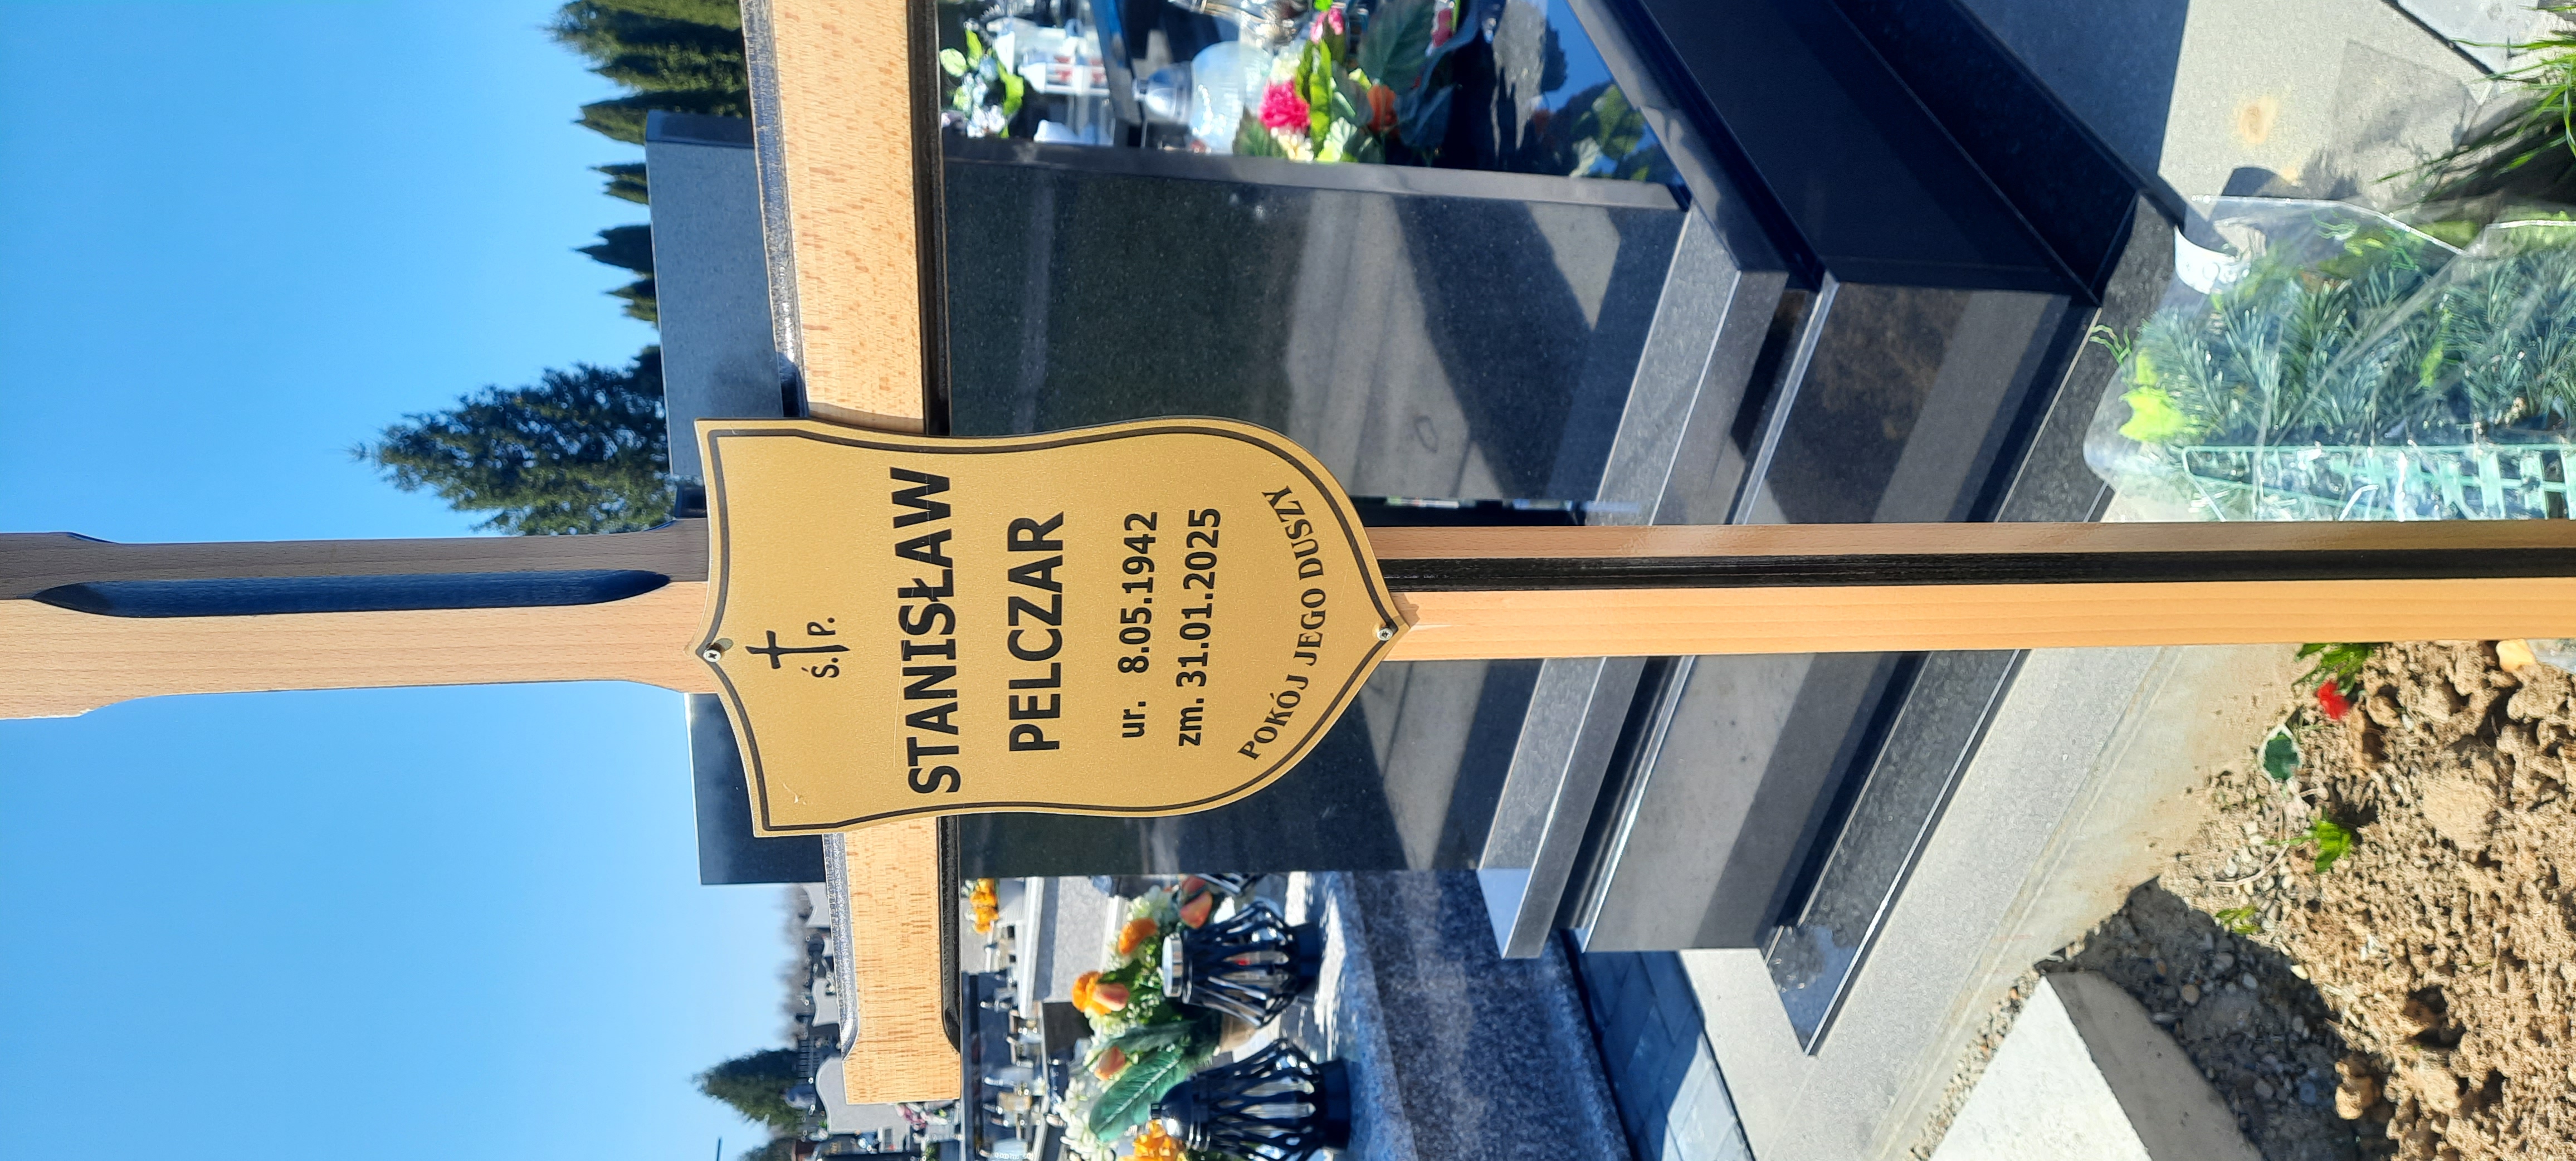 Ś. P.
STANISŁAW
PELCZAR
ur. 8.05.1942
zm. 31.01.2025
POKÓJ JEGO DUSZY